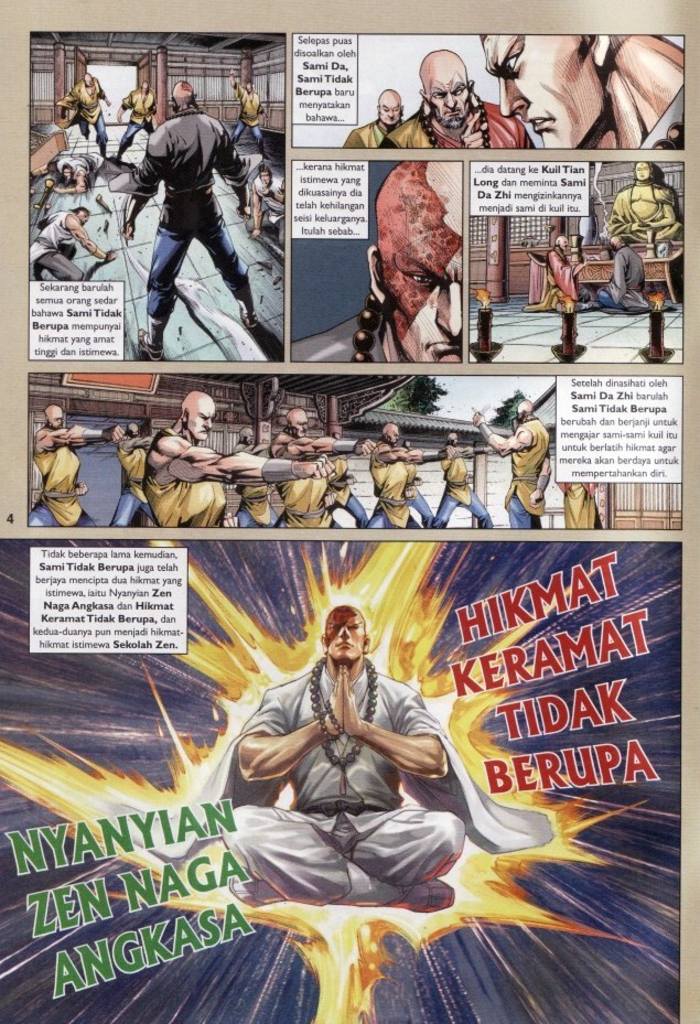 Sekarang barulah
semua orang sedar
bahawa Sami Tidak
Berupa mempunyai
hikmat yang amat
tinggi dan istimewa.
Selepas puas
disoalkan oleh
Sami Da,
Sami Tidak
Berupa baru
menyatakan
bahawa...
...kerana hikmat
istimewa yang
dikuasainya dia
telah kehilangan
seisi keluarganya.
Itulah sebab...
...dia datang ke Kuil Tian
Long dan meminta Sami
Da Zhi mengizinkannya
menjadi sami di kuil itu.
Setelah dinasihati oleh
Sami Da Zhi barulah
Sami Tidak Berupa
berhenti dan berjanji untuk
mengajar sami-sami kuil itu
untuk berlatih hikmat agar
mereka akan berdaya untuk
mempertahankan diri.
4
Tidak beberapa lama kemudian,
Sami Tidak Berupa juga telah
berjaya mencipta dua hikmat yang
istimewa, iaitu Nyanyian Zen
Naga Angkasa dan Hikmat
Keramat Tidak Berupa, dan
kedua-duanya pun menjadi hikmat-
hikmat istimewa Sekolah Zen.
HIKMAT
KERAMAT
TIDAK
BERUPA
NYANYIAN
ZEN NAGA
ANGKASA